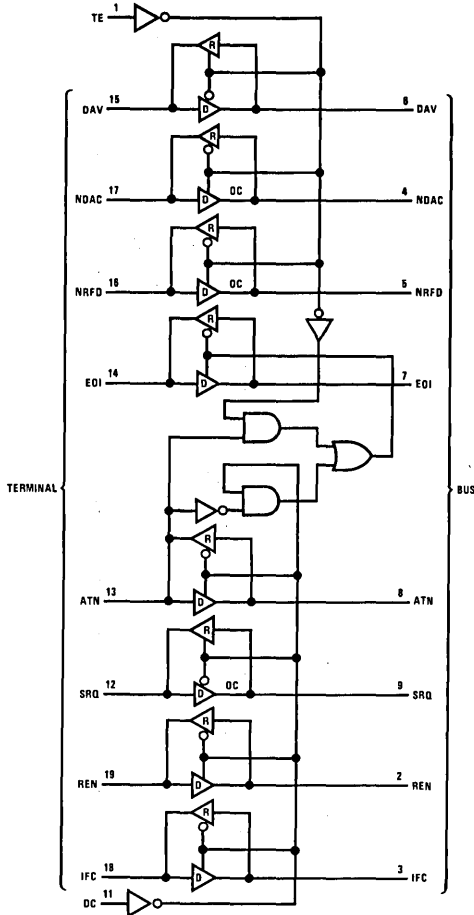 TE 1
R
DAV 15 D 6 DAV
R
NDAC 17 D OC 4 NDAC
R
NRFD 16 D OC 5 NRFD
R
EOI 14 D 7 EOI
TERMINAL BUS
R
ATN 13 D 8 ATN
R
SRQ 12 D OC 9 SRQ
R
REN 19 D 2 REN
R
IFC 18 D 3 IFC
DC 11